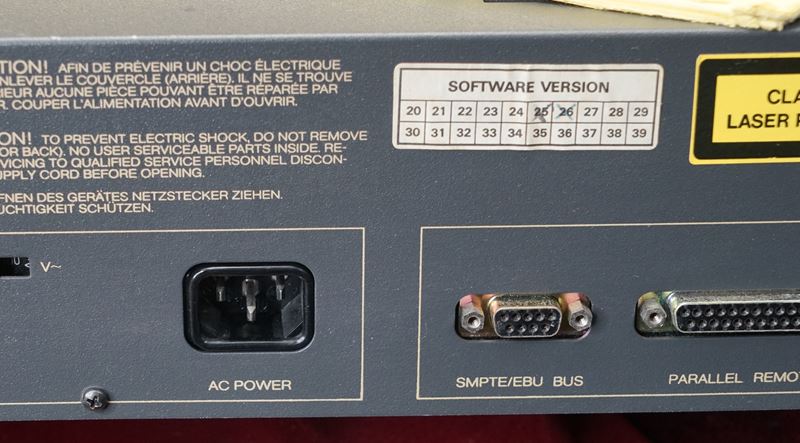 TION! AFIN DE PRÉVENIR UN CHOC ÉLECTRIQUE
NLEVER LE COUVERCLE (ARRIÈRE). IL NE SE TROUVE
RIEUR AUCUNE PIÈCE POUVANT ÊTRE RÉPARÉE PAR
R. COUPER L'ALIMENTATION AVANT D'OUVRIR.
ON! TO PREVENT ELECTRIC SHOCK, DO NOT REMOVE
OR BACK). NO USER SERVICEABLE PARTS INSIDE. RE-
VICING TO QUALIFIED SERVICE PERSONNEL DISCON-
UPPLY CORD BEFORE OPENING.
FNEN DES GERÄTES NETZSTECKER ZIEHEN.
UCHTIGKEIT SCHÜTZEN.
SOFTWARE VERSION
20 21 22 23 24 25 26 27 28 29
30 31 32 33 34 35 36 37 38 39
CLA
LASER P
V~
AC POWER
SMPTE/EBU BUS
PARALLEL REMOT